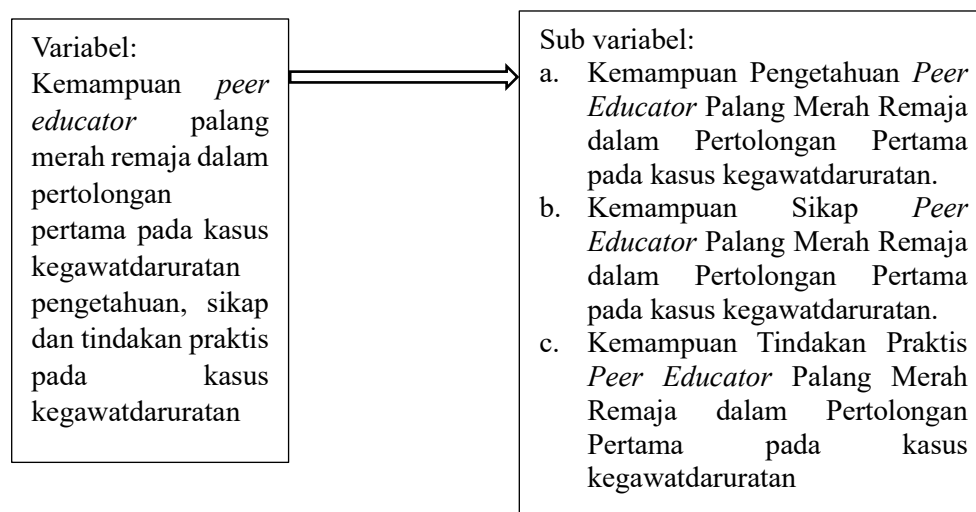 Variabel:
Kemampuan peer
educator palang
merah remaja dalam
pertolongan
pertama pada kasus
kegawatdaruratan
pengetahuan, sikap
dan tindakan praktis
pada kasus
kegawatdaruratan
Sub variabel:
a. Kemampuan Pengetahuan Peer
Educator Palang Merah Remaja
dalam Pertolongan Pertama
pada kasus kegawatdaruratan.
b. Kemampuan Sikap Peer
Educator Palang Merah Remaja
dalam Pertolongan Pertama
pada kasus kegawatdaruratan.
c. Kemampuan Tindakan Praktis
Peer Educator Palang Merah
Remaja dalam Pertolongan
Pertama pada kasus
kegawatdaruratan